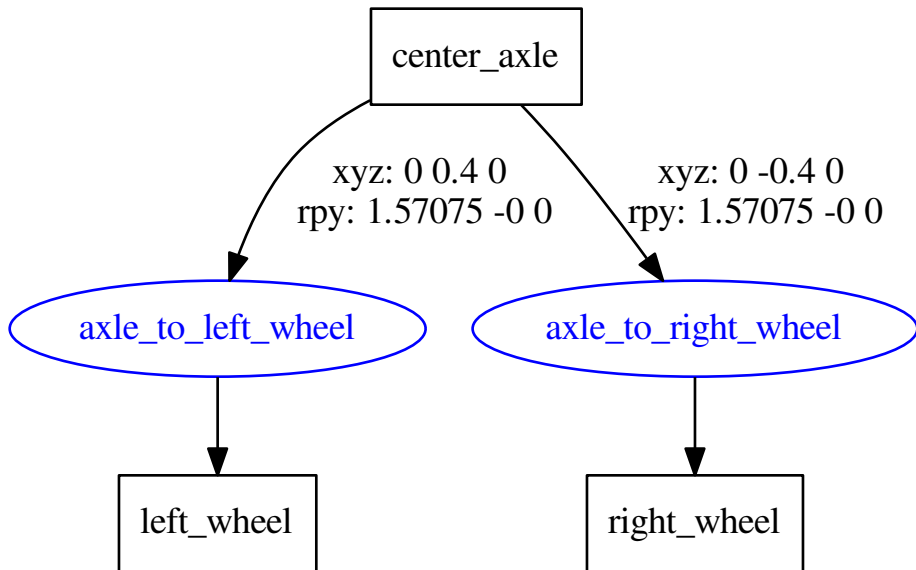 center_axle
xyz: 0 0.4 0
rpy: 1.57075 -0 0
xyz: 0 -0.4 0
rpy: 1.57075 -0 0
axle_to_left_wheel
axle_to_right_wheel
left_wheel
right_wheel